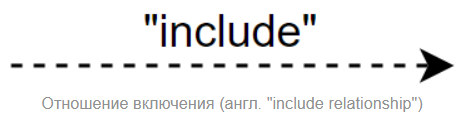 "include"
Отношение включения (англ. "include relationship")